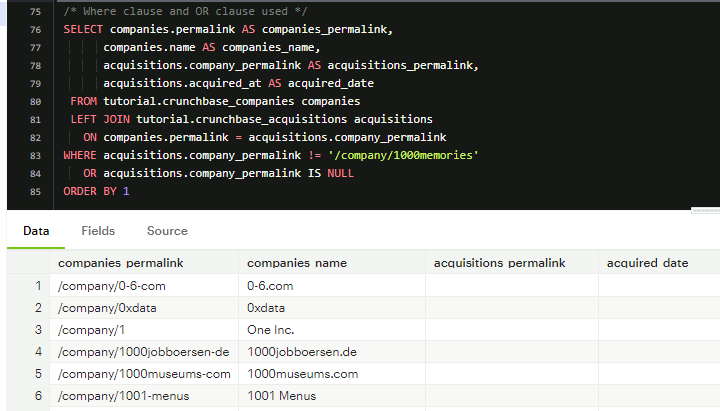 75 /* Where clause and OR clause used */
76 SELECT companies.permalink AS companies_permalink,
77 companies.name AS companies_name,
78 acquisitions.company_permalink AS acquisitions_permalink,
79 acquisitions.acquired_at AS acquired_date
80 FROM tutorial.crunchbase_companies companies
81 LEFT JOIN tutorial.crunchbase_acquisitions acquisitions
82 ON companies.permalink = acquisitions.company_permalink
83 WHERE acquisitions.company_permalink != '/company/1000memories'
84 OR acquisitions.company_permalink IS NULL
85 ORDER BY 1
Data Fields Source
companies permalink companies name acquisitions permalink acquired date
1 /company/0-6-com 0-6.com
2 /company/0xdata 0xdata
3 /company/1 One Inc.
4 /company/1000jobboersen-de 1000jobboersen.de
5 /company/1000museums-com 1000museums.com
6 /company/1001-menus 1001 Menus